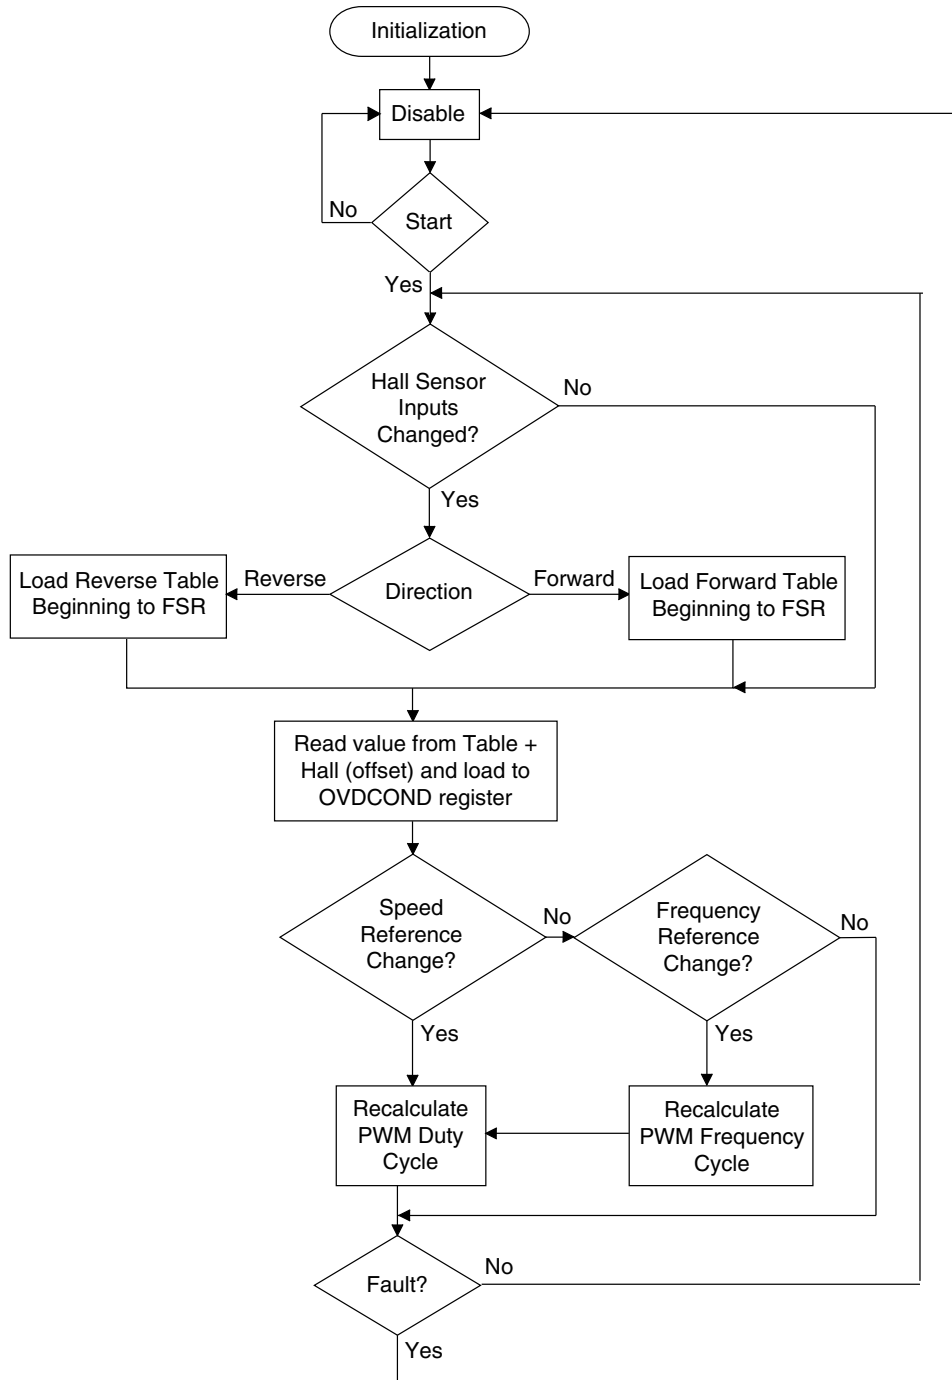 Initialization
Disable
No
Start
Yes
Hall Sensor
Inputs
Changed?
No
Yes
Load Reverse Table
Beginning to FSR
Reverse
Direction
Forward
Load Forward Table
Beginning to FSR
Read value from Table +
Hall (offset) and load to
OVDCOND register
Speed
Reference
Change?
No
Frequency
Reference
Change?
No
Yes
Yes
Recalculate
PWM Duty
Cycle
Recalculate
PWM Frequency
Cycle
Fault?
No
Yes